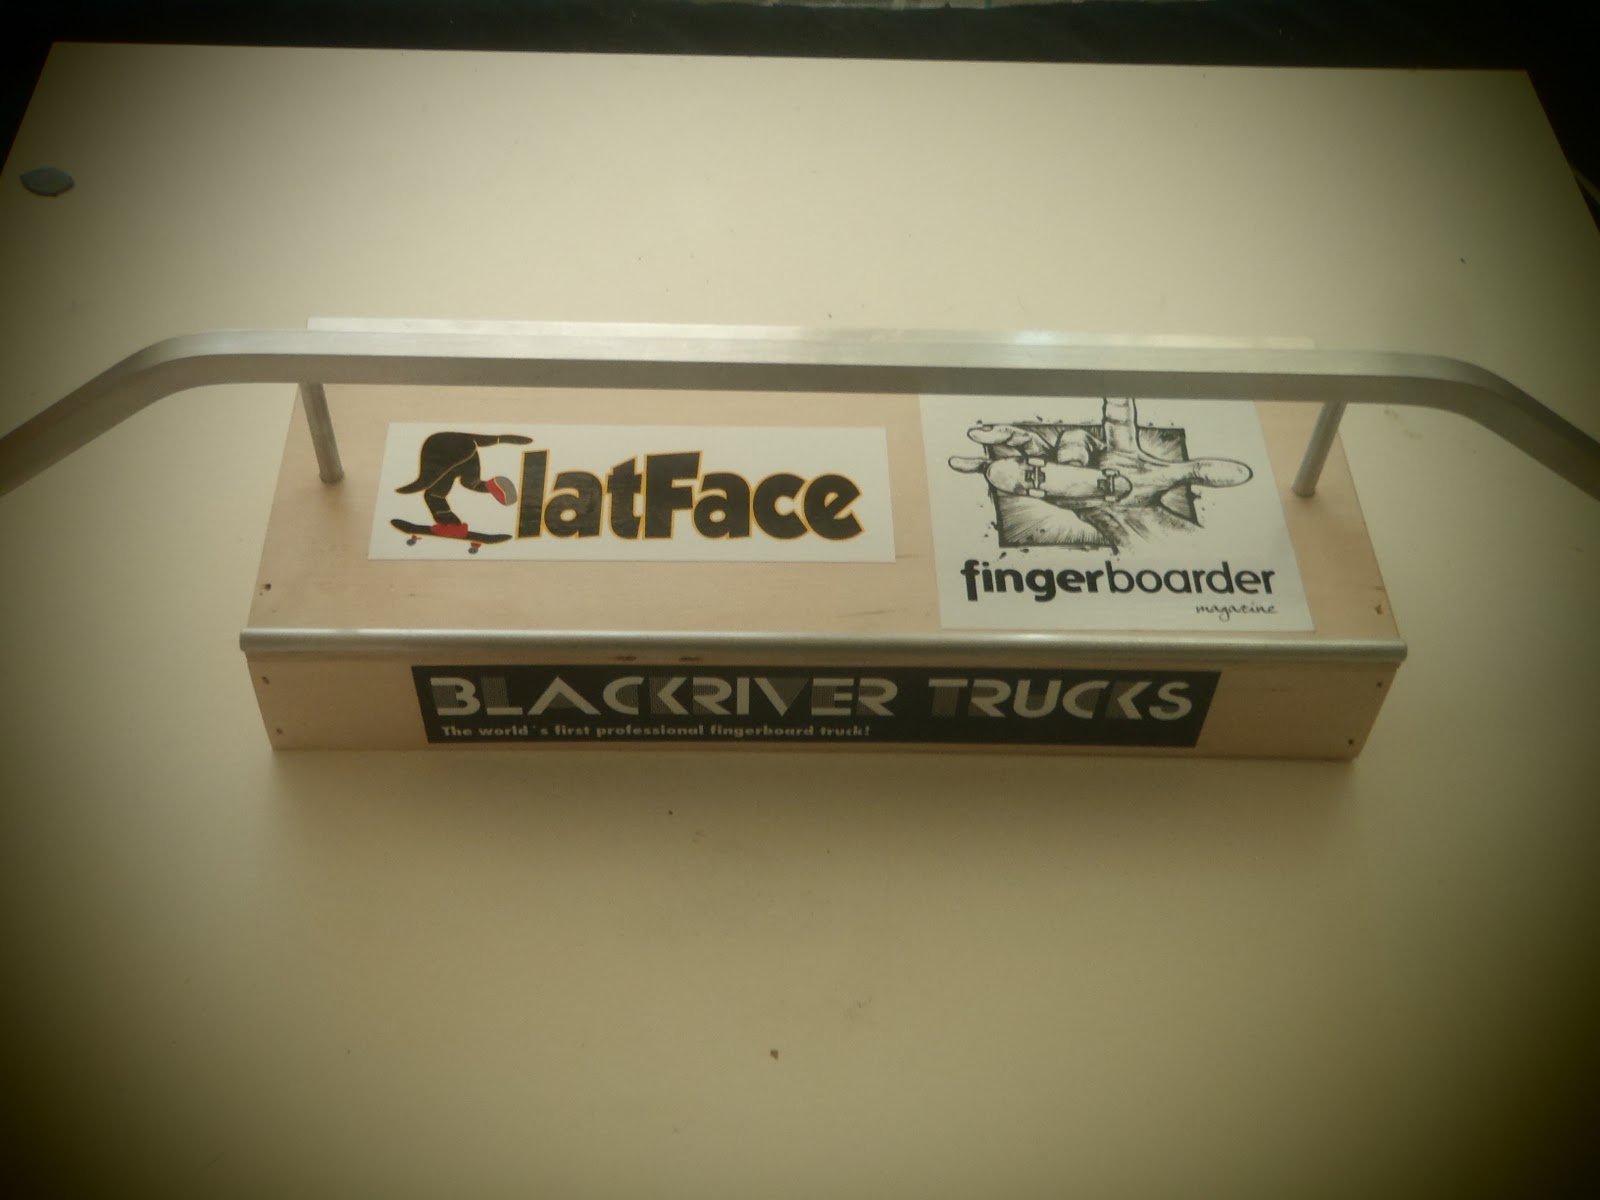 FlatFace
fingerboarder
magazine
BLACKRIVER TRUCKS
The world´s first professional fingerboard truck!